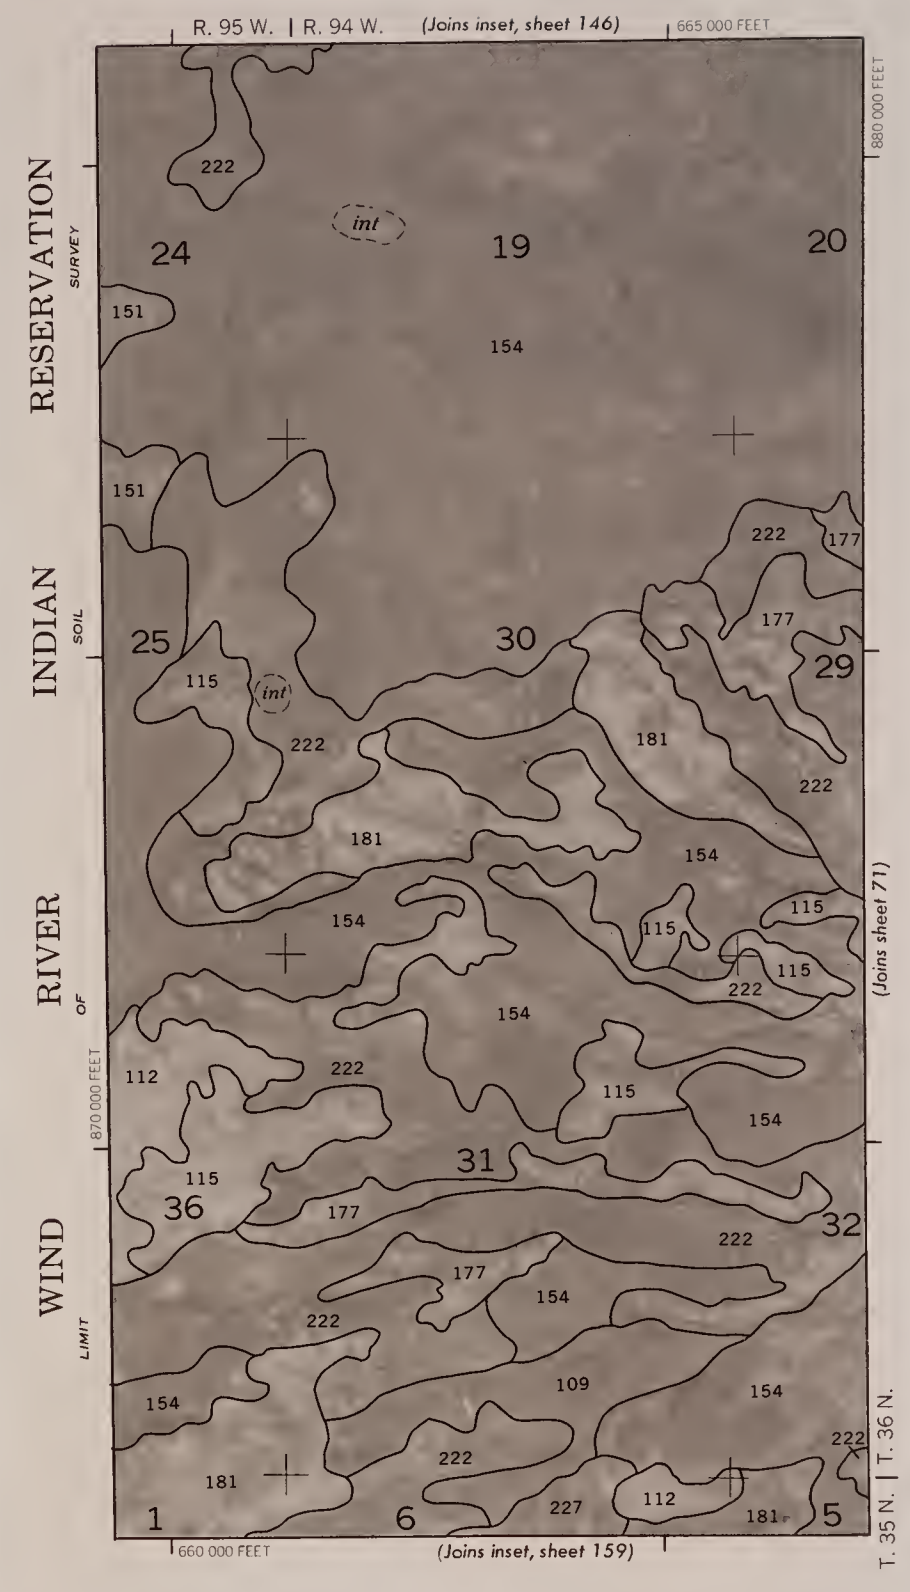 R. 95 W. | R. 94 W. (Joins inset, sheet 146) 665 000 FEET
880 000 FEET
WIND RIVER INDIAN RESERVATION
LIMIT OF SOIL SURVEY
222
int
24 19 20
151
154
151
222
177
177
25 30 29
115
int
222
181
222
181
154
154
115
115
115
222
154
870 000 FEET
(Joins sheet 71)
112
222
115
154
31
115
36
177
32
222
177
154
222
109
154
154
222
222
181
227
112
181
1 6 5
T. 35 N. | T. 36 N.
660 000 FEET
(Joins inset, sheet 159)